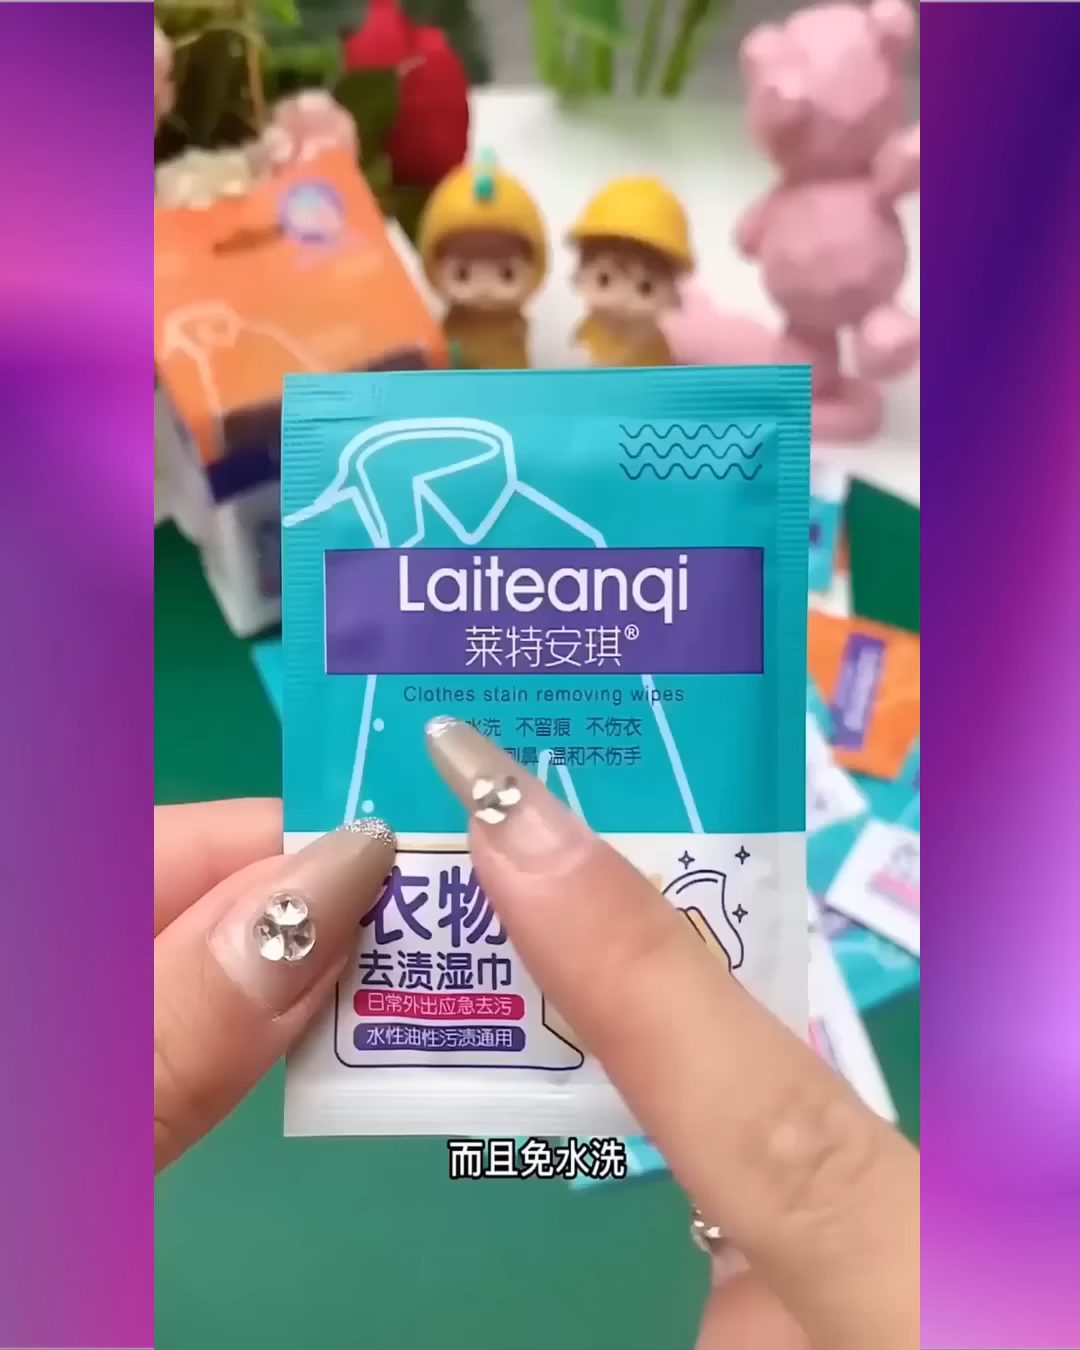 Laiteanqi
莱特安琪®
Clothes stain removing wipes
水洗 不留痕 不伤衣
刺鼻 温和不伤手
衣物
去渍湿巾
日常外出应急去污
水性油性污渍通用
而且免水洗